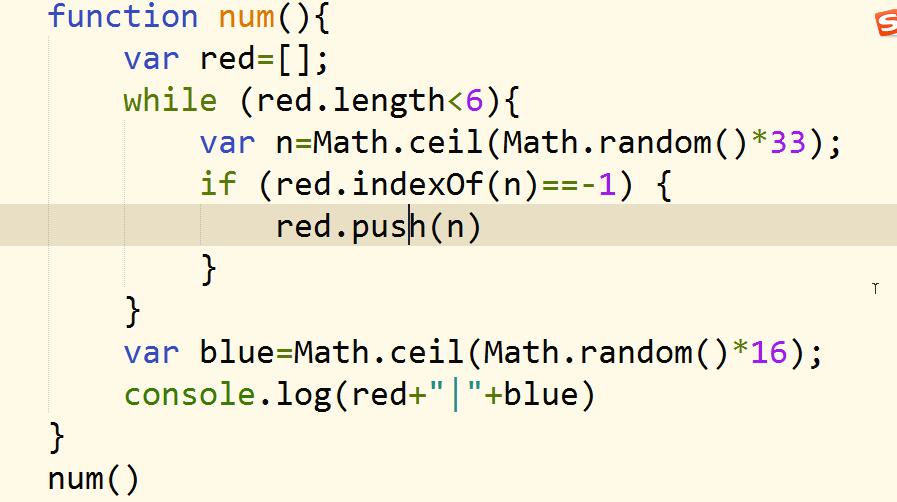 function num(){
    var red=[];
    while (red.length<6){
        var n=Math.ceil(Math.random()*33);
        if (red.indexOf(n)==-1) {
            red.push(n)
        }
    }
    var blue=Math.ceil(Math.random()*16);
    console.log(red+"|"+blue)
}
num()